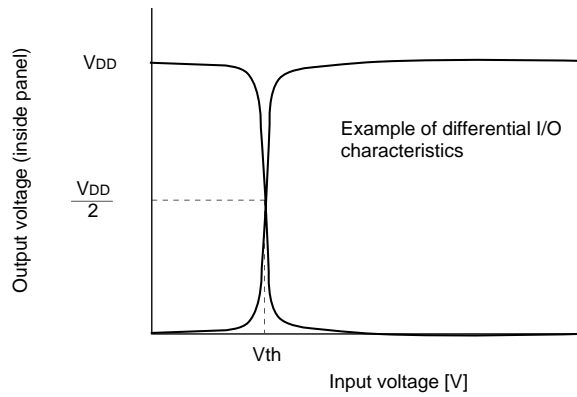 Output voltage (inside panel)
VDD
VDD
2
Example of differential I/O
characteristics
Vth
Input voltage [V]